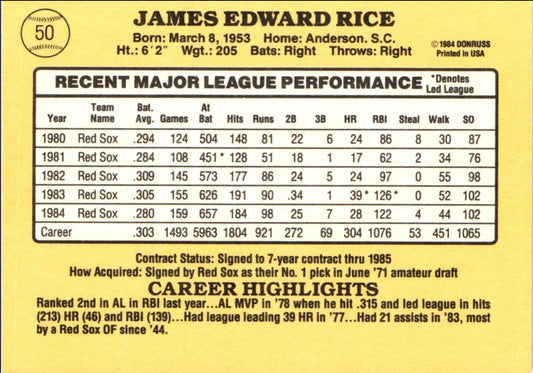 50
JAMES EDWARD RICE
Born: March 8, 1953 Home: Anderson, S.C.
Ht.: 6'2" Wgt.: 205 Bats: Right Throws: Right
©1984 DONRUSS
Printed in USA
RECENT MAJOR LEAGUE PERFORMANCE *Denotes Led League
Year Team Name Bat. Avg. Games At Bat Hits Runs 2B 3B HR RBI Steal Walk SO
1980 Red Sox .294 124 504 148 81 22 6 24 86 8 30 87
1981 Red Sox .284 108 451* 128 51 18 1 17 62 2 34 76
1982 Red Sox .309 145 573 177 86 24 5 24 97 0 55 98
1983 Red Sox .305 155 626 191 90 .34 1 39* 126* 0 52 102
1984 Red Sox .280 159 657 184 98 25 7 28 122 4 44 102
Career .303 1493 5963 1804 921 272 69 304 1076 53 451 1065
Contract Status: Signed to 7-year contract thru 1985
How Acquired: Signed by Red Sox as their No. 1 pick in June '71 amateur draft
CAREER HIGHLIGHTS
Ranked 2nd in AL in RBI last year...AL MVP in '78 when he hit .315 and led league in hits
(213) HR (46) and RBI (139)...Had league leading 39 HR in '77...Had 21 assists in '83, most
by a Red Sox OF since '44.